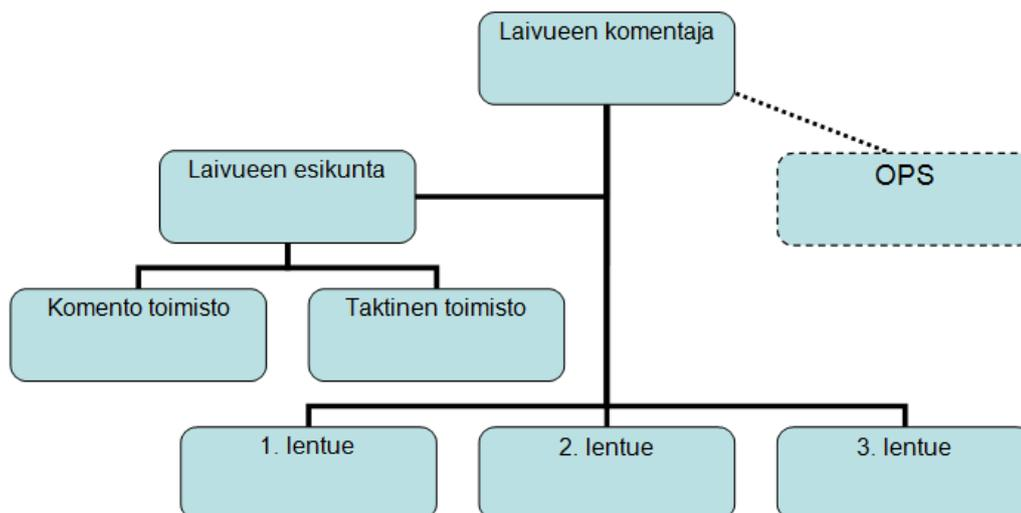 Laivueen komentaja
Laivueen esikunta
OPS
Komento toimisto
Taktinen toimisto
1. lentue
2. lentue
3. lentue